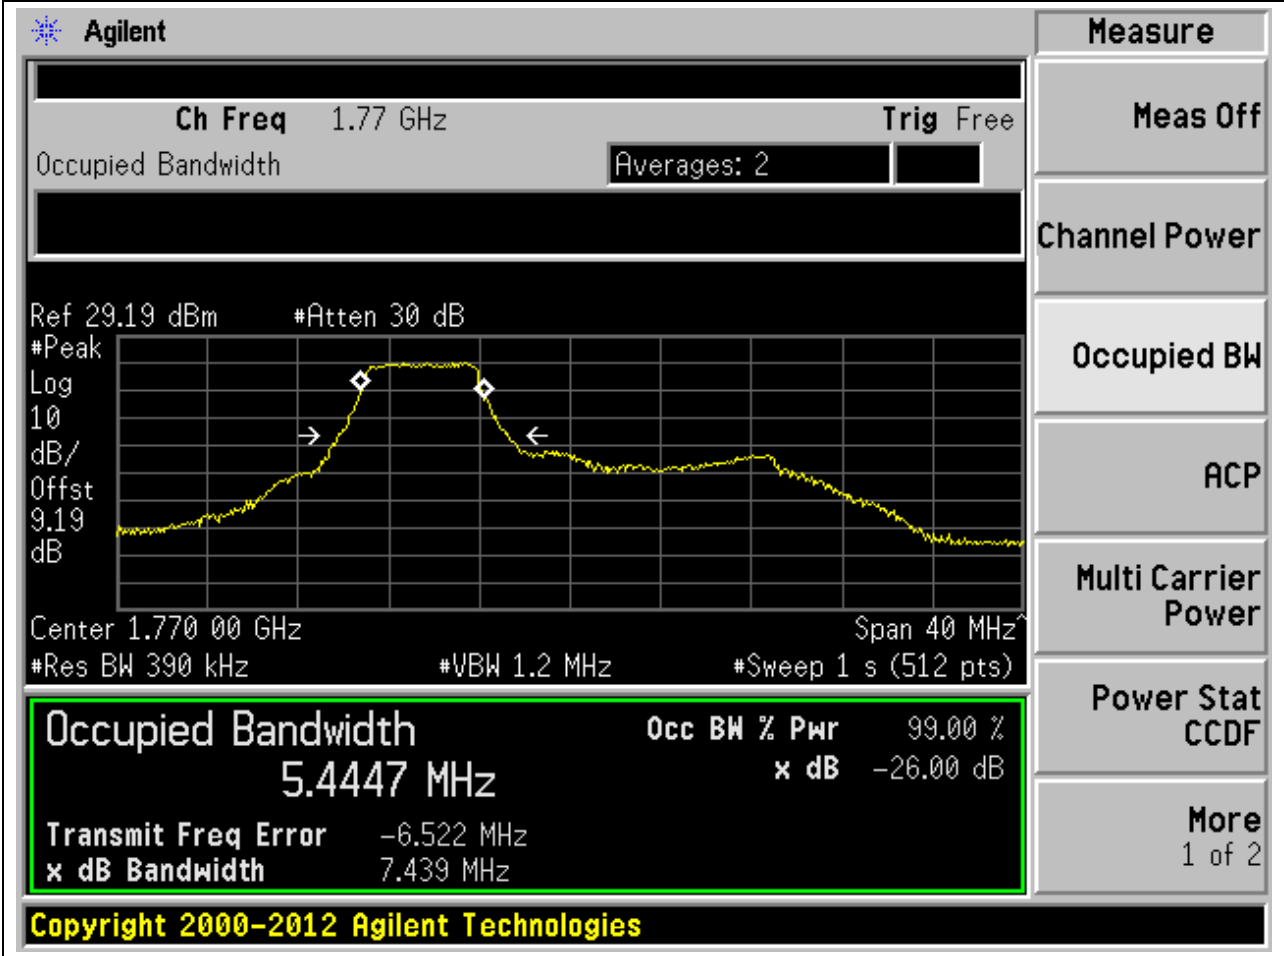 Agilent
Measure
Ch Freq 1.77 GHz Trig Free
Occupied Bandwidth Averages: 2
Meas Off
Channel Power
Occupied BW
ACP
Multi Carrier
Power
Power Stat
CCDF
More
1 of 2
Ref 29.19 dBm #Atten 30 dB
#Peak
Log
10
dB/
Offst
9.19
dB
Center 1.770 00 GHz Span 40 MHz^
#Res BW 390 kHz #VBW 1.2 MHz #Sweep 1 s (512 pts)
Occupied Bandwidth Occ BW % Pwr 99.00 %
5.4447 MHz x dB -26.00 dB
Transmit Freq Error -6.522 MHz
x dB Bandwidth 7.439 MHz
Copyright 2000-2012 Agilent Technologies